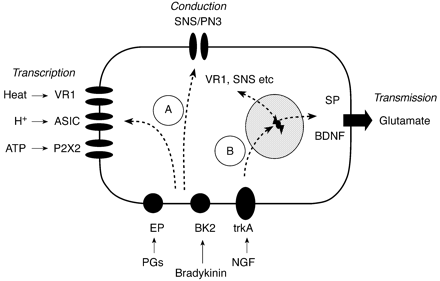 Conduction
SNS/PN3
Transcription
Heat → VR1
H⁺ → ASIC
ATP → P2X2
A
VR1, SNS etc
B
SP
BDNF
Transmission
Glutamate
EP
BK2
trkA
PGs
Bradykinin
NGF